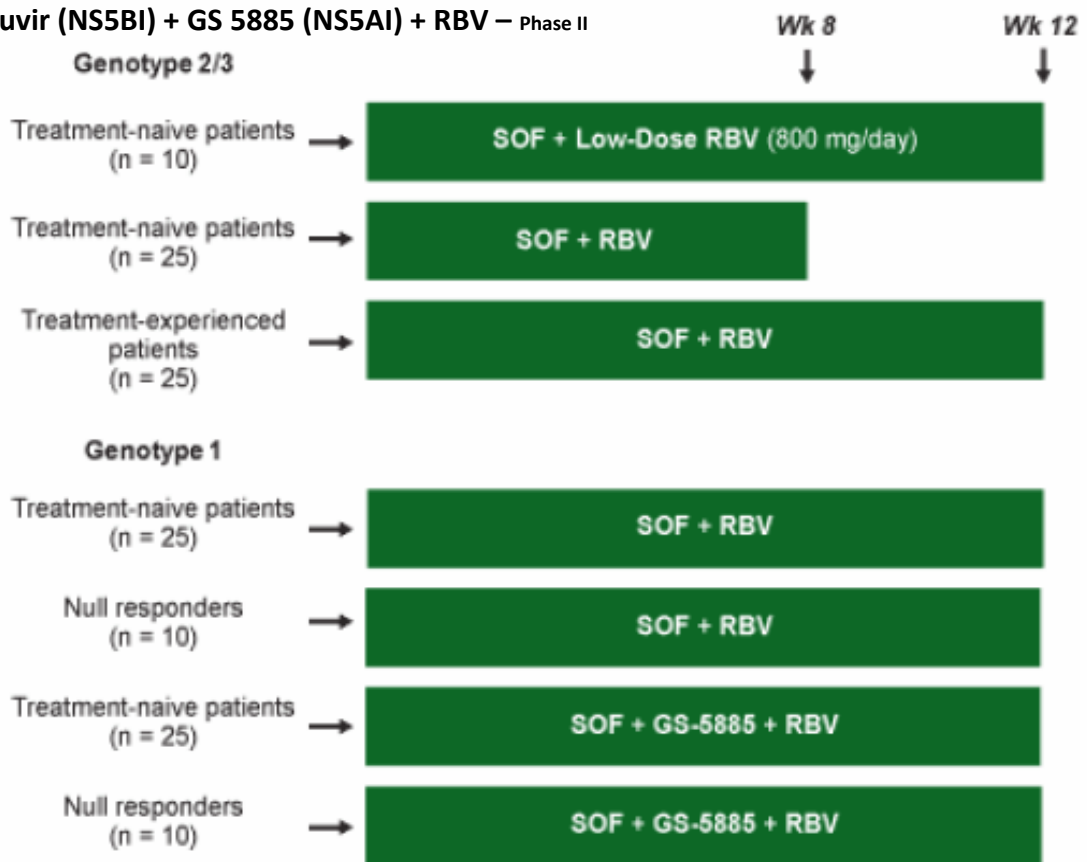 uvir (NS5BI) + GS 5885 (NS5AI) + RBV – Phase II
Wk 8
Wk 12
Genotype 2/3
Treatment-naive patients
(n = 10)
SOF + Low-Dose RBV (800 mg/day)
Treatment-naive patients
(n = 25)
SOF + RBV
Treatment-experienced
patients
(n = 25)
SOF + RBV
Genotype 1
Treatment-naive patients
(n = 25)
SOF + RBV
Null responders
(n = 10)
SOF + RBV
Treatment-naive patients
(n = 25)
SOF + GS-5885 + RBV
Null responders
(n = 10)
SOF + GS-5885 + RBV